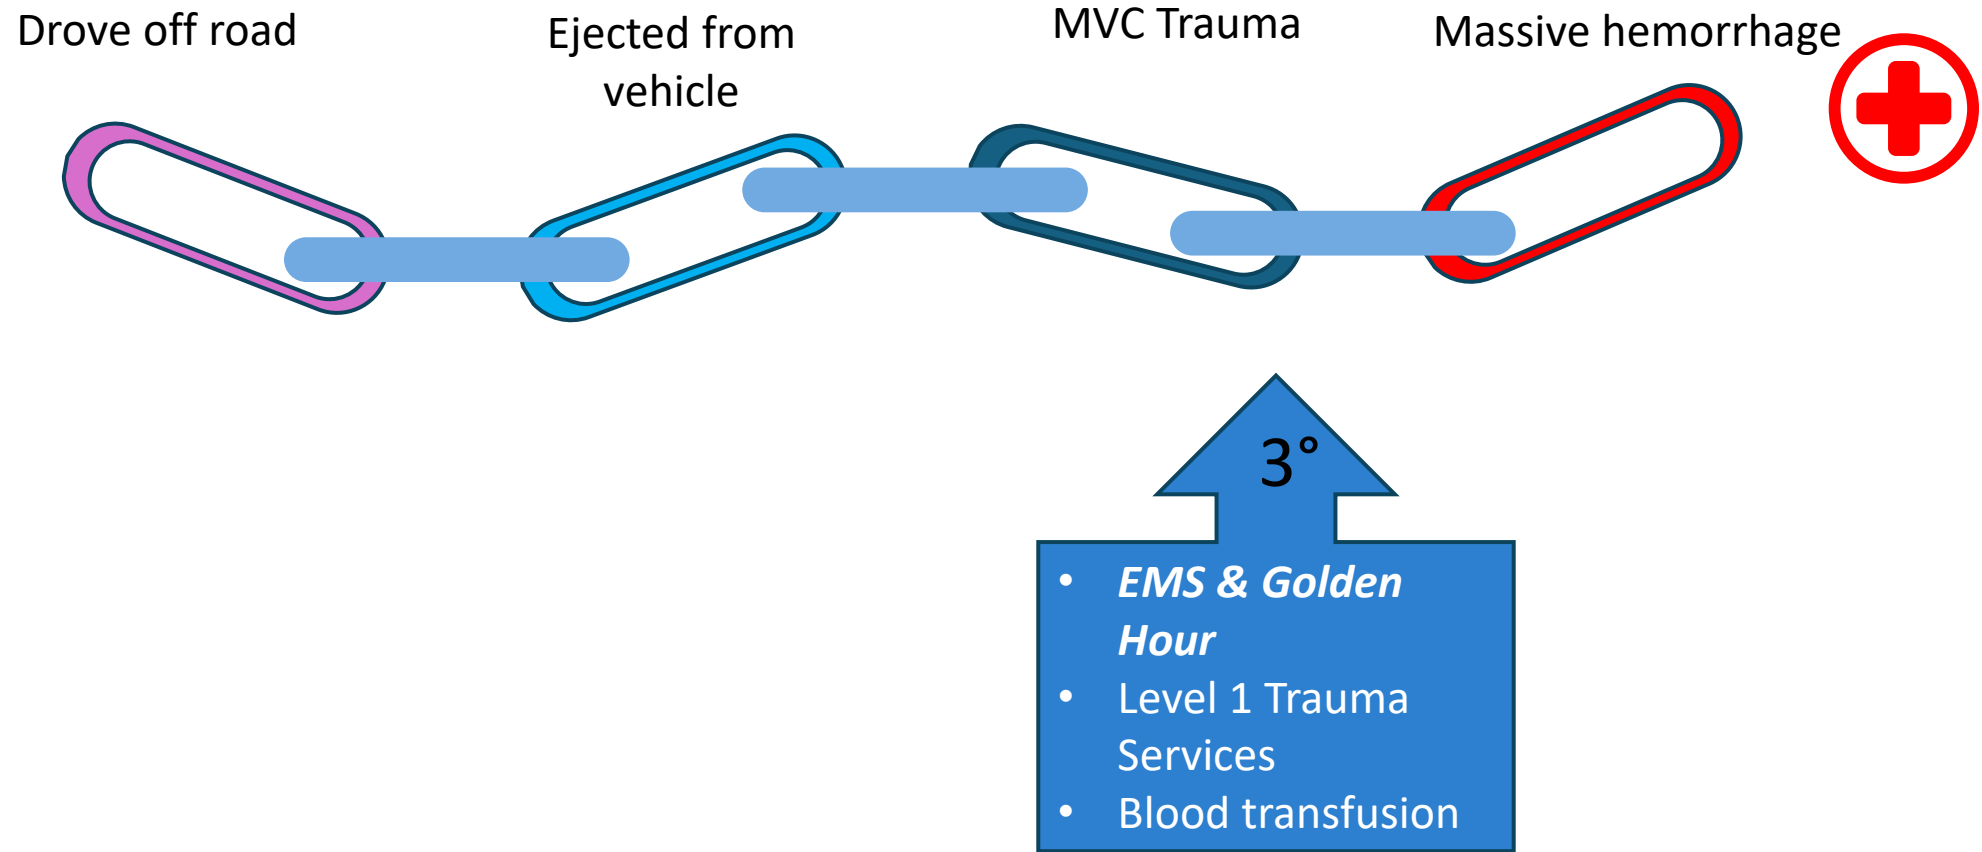 Drove off road
Ejected from
vehicle
MVC Trauma
Massive hemorrhage
3°
• EMS & Golden
Hour
• Level 1 Trauma
Services
• Blood transfusion